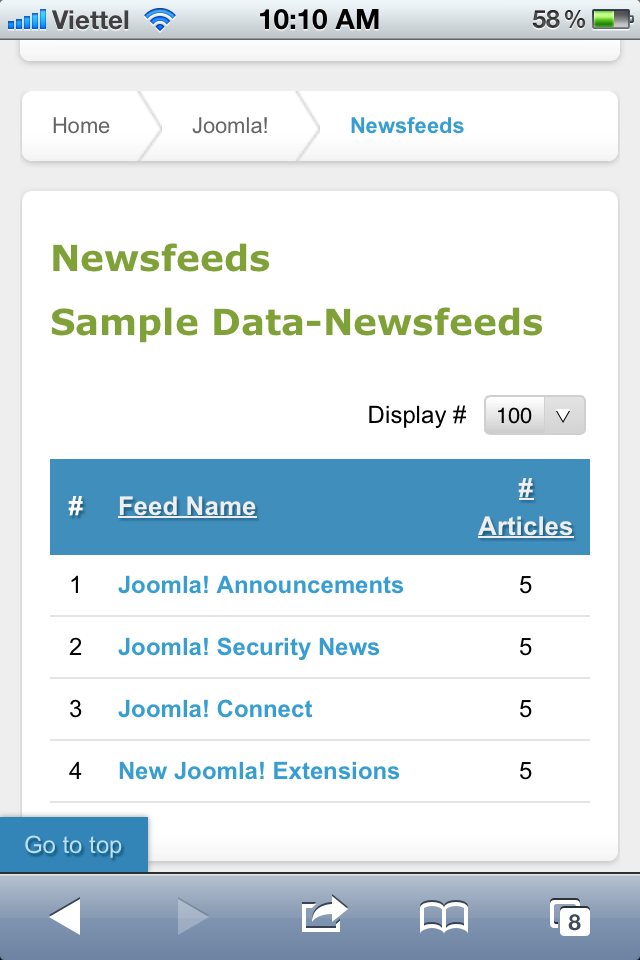 Viettel 10:10 AM 58 %
Home Joomla! Newsfeeds
Newsfeeds
Sample Data-Newsfeeds
Display # 100
# Feed Name # Articles
1 Joomla! Announcements 5
2 Joomla! Security News 5
3 Joomla! Connect 5
4 New Joomla! Extensions 5
Go to top
8